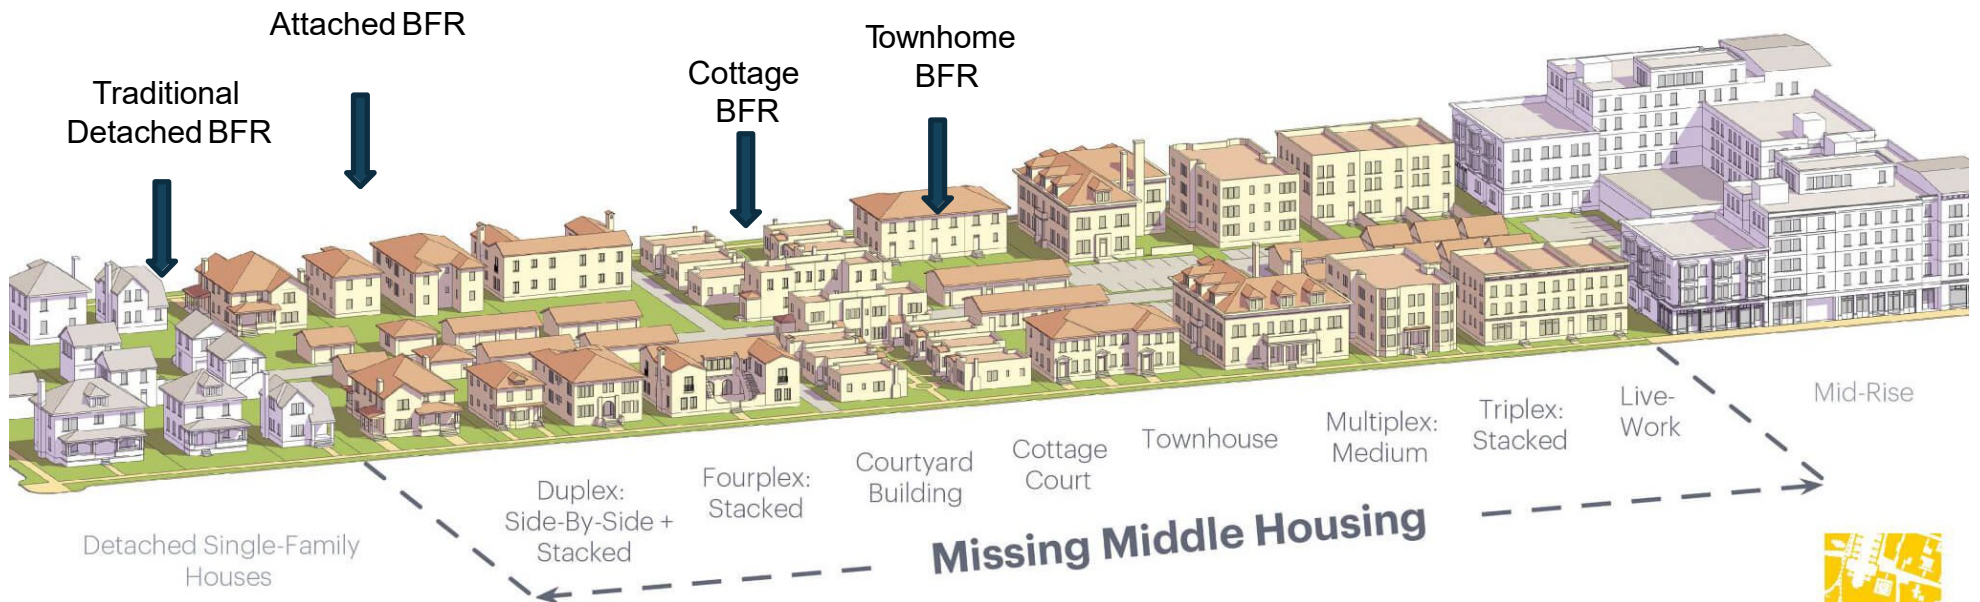 Attached BFR
Traditional
Detached BFR
Cottage
BFR
Townhome
BFR
Detached Single-Family
Houses
Duplex:
Side-By-Side +
Stacked
Fourplex:
Stacked
Courtyard
Building
Cottage
Court
Townhouse
Multiplex:
Medium
Triplex:
Stacked
Live-
Work
Mid-Rise
Missing Middle Housing